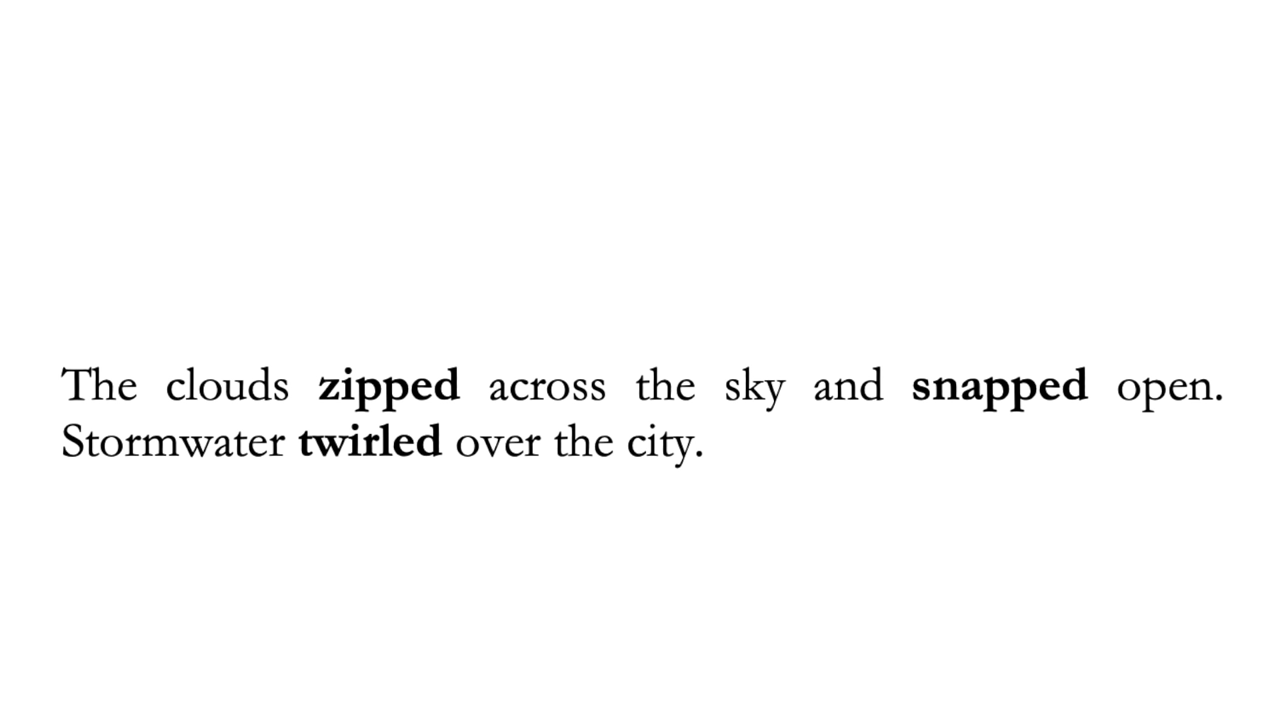 The clouds zipped across the sky and snapped open.
Stormwater twirled over the city.